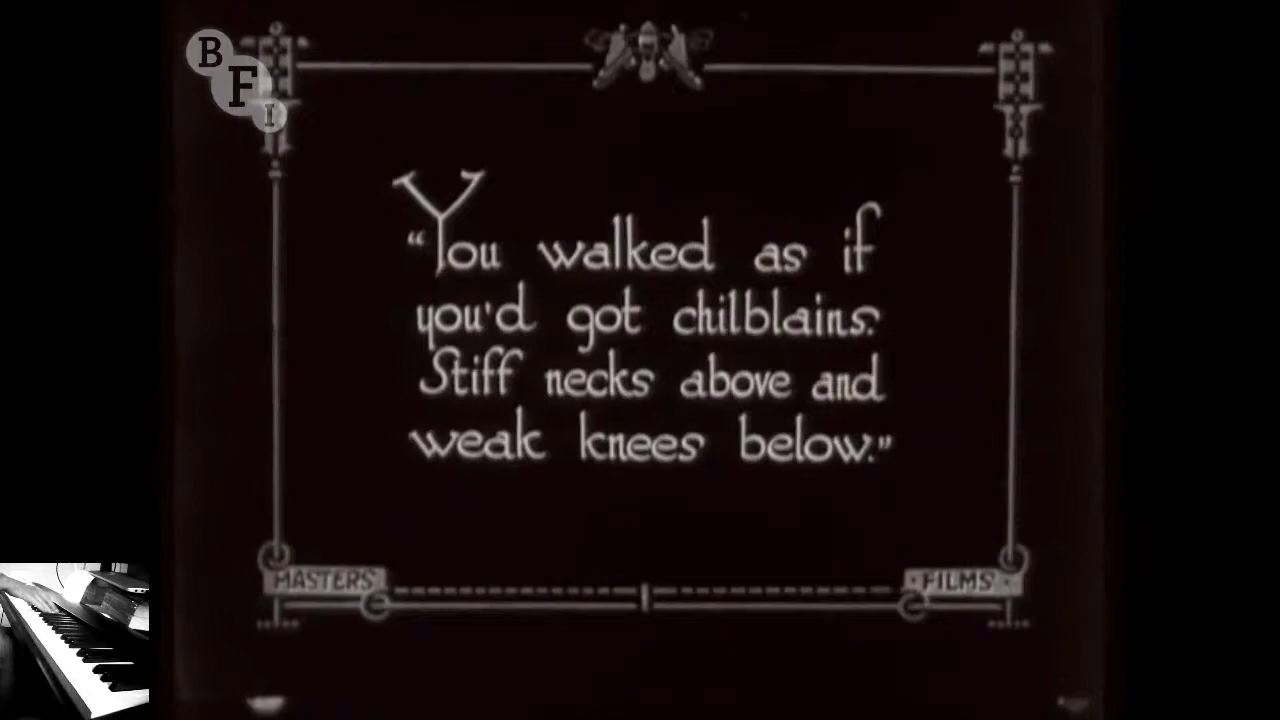 BFI
"You walked as if
you'd got chilblains.
Stiff necks above and
weak knees below."
MASTERS
FILMS